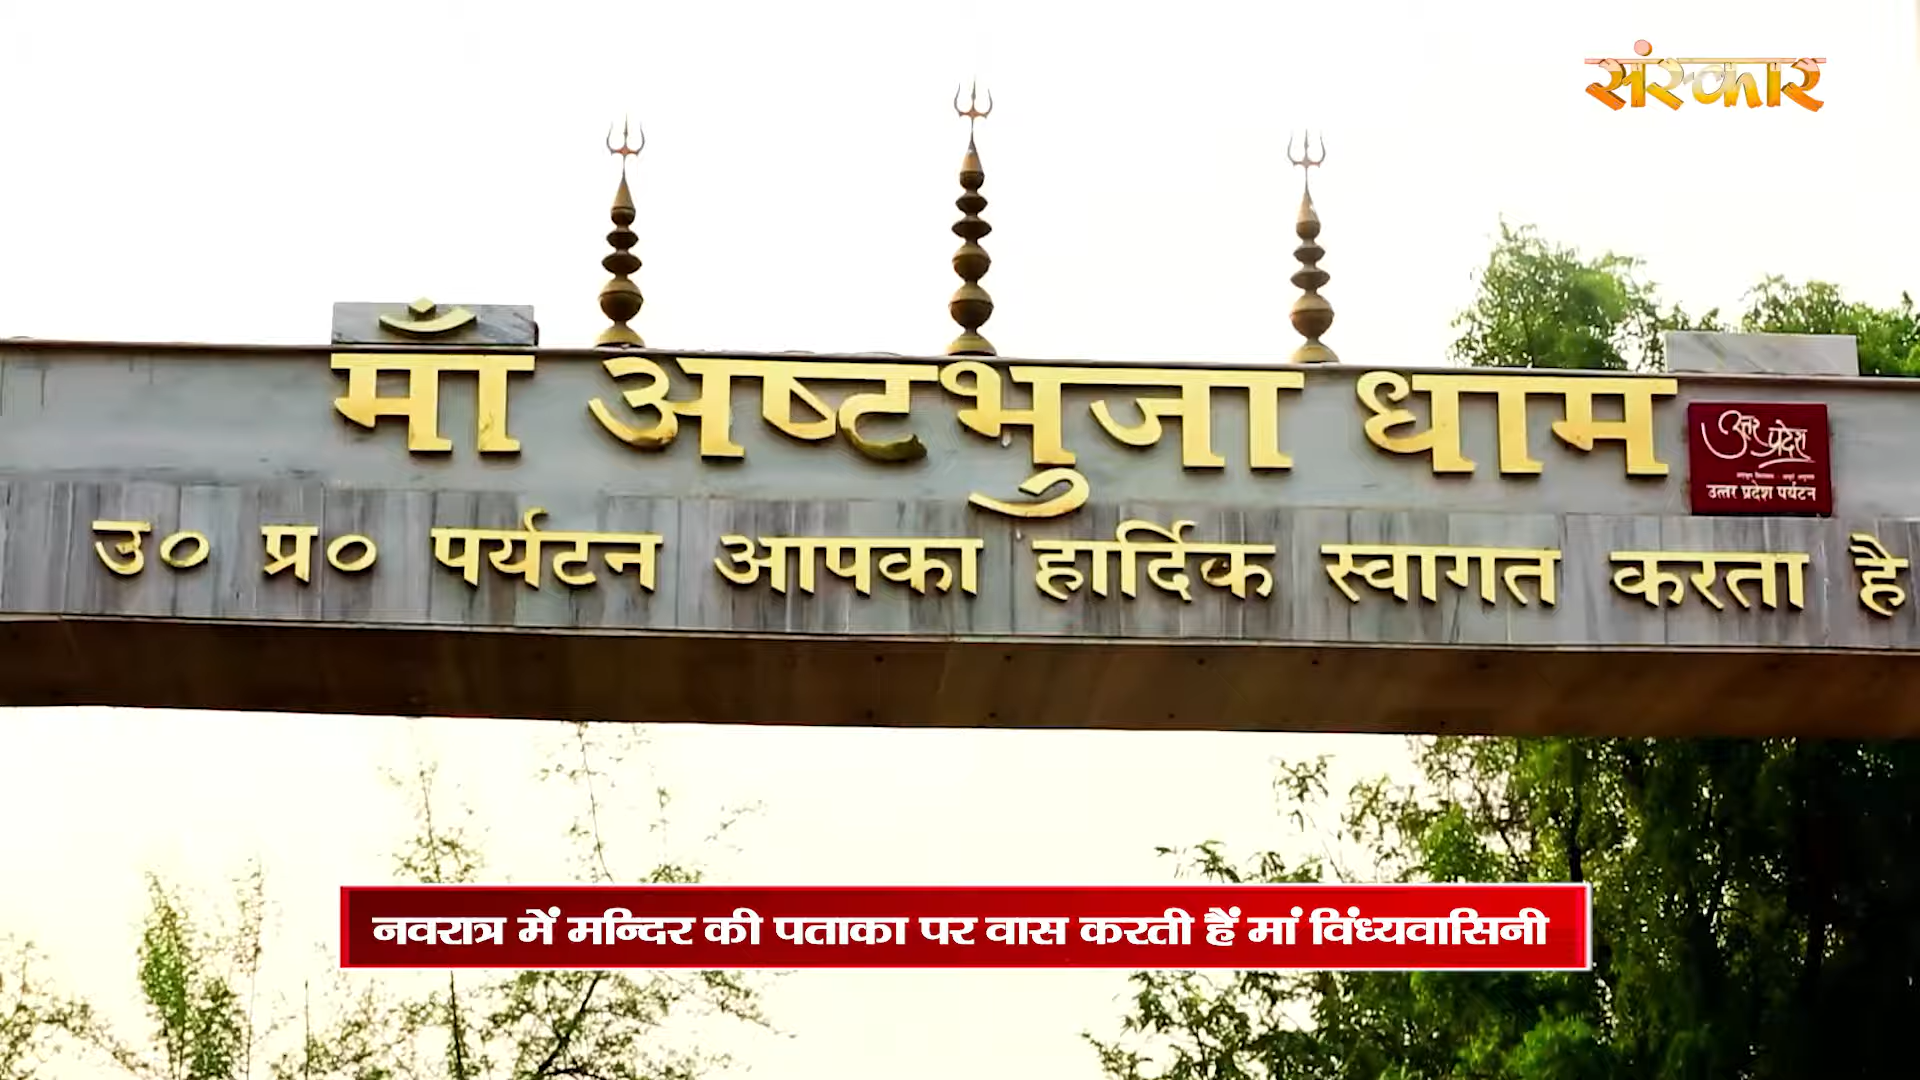 संस्कार
माँ अष्टभुजा धाम
उत्तर प्रदेश
उत्तर प्रदेश पर्यटन
उ० प्र० पर्यटन आपका हार्दिक स्वागत करता है
नवरात्र में मन्दिर की पताका पर वास करती हैं मां विंध्यवासिनी